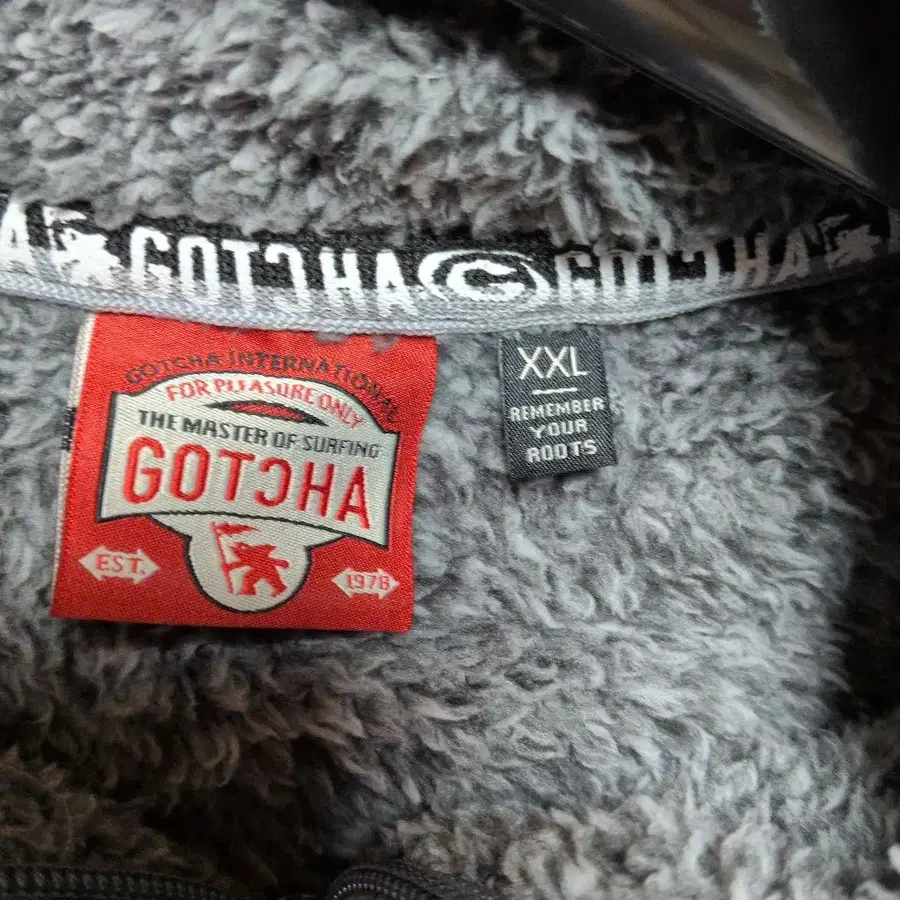 A GOTCHA G GOTCHA
GOTCHA INTERNATIONAL
FOR PLEASURE ONLY
THE MASTER OF SURFING
GOTCHA
EST. 1978
XXL
REMEMBER
YOUR
ROOTS